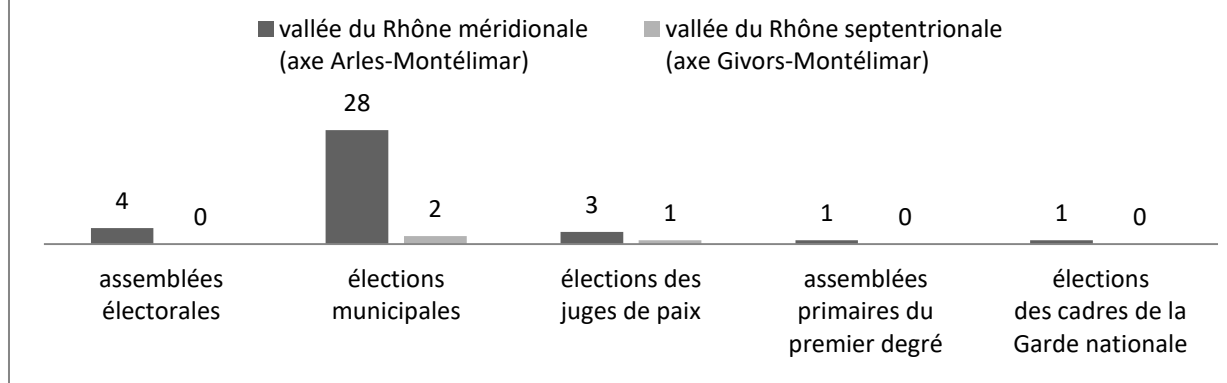 vallée du Rhône méridionale
(axe Arles-Montélimar)
vallée du Rhône septentrionale
(axe Givors-Montélimar)
4
0
28
2
3
1
1
0
1
0
assemblées
électorales
élections
municipales
élections des
juges de paix
assemblées
primaires du
premier degré
élections
des cadres de la
Garde nationale